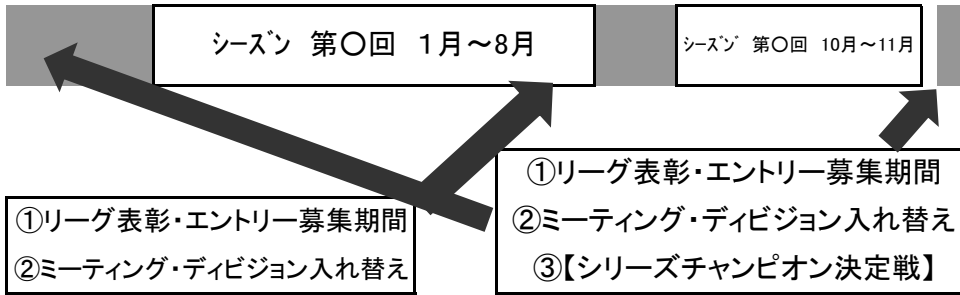 シーズン 第〇回 1月～8月
シーズン゛ 第〇回 10月～11月
①リーグ表彰・エントリー募集期間
②ミーティング・ディビジョン入れ替え
①リーグ表彰・エントリー募集期間
②ミーティング・ディビジョン入れ替え
③【シリーズチャンピオン決定戦】